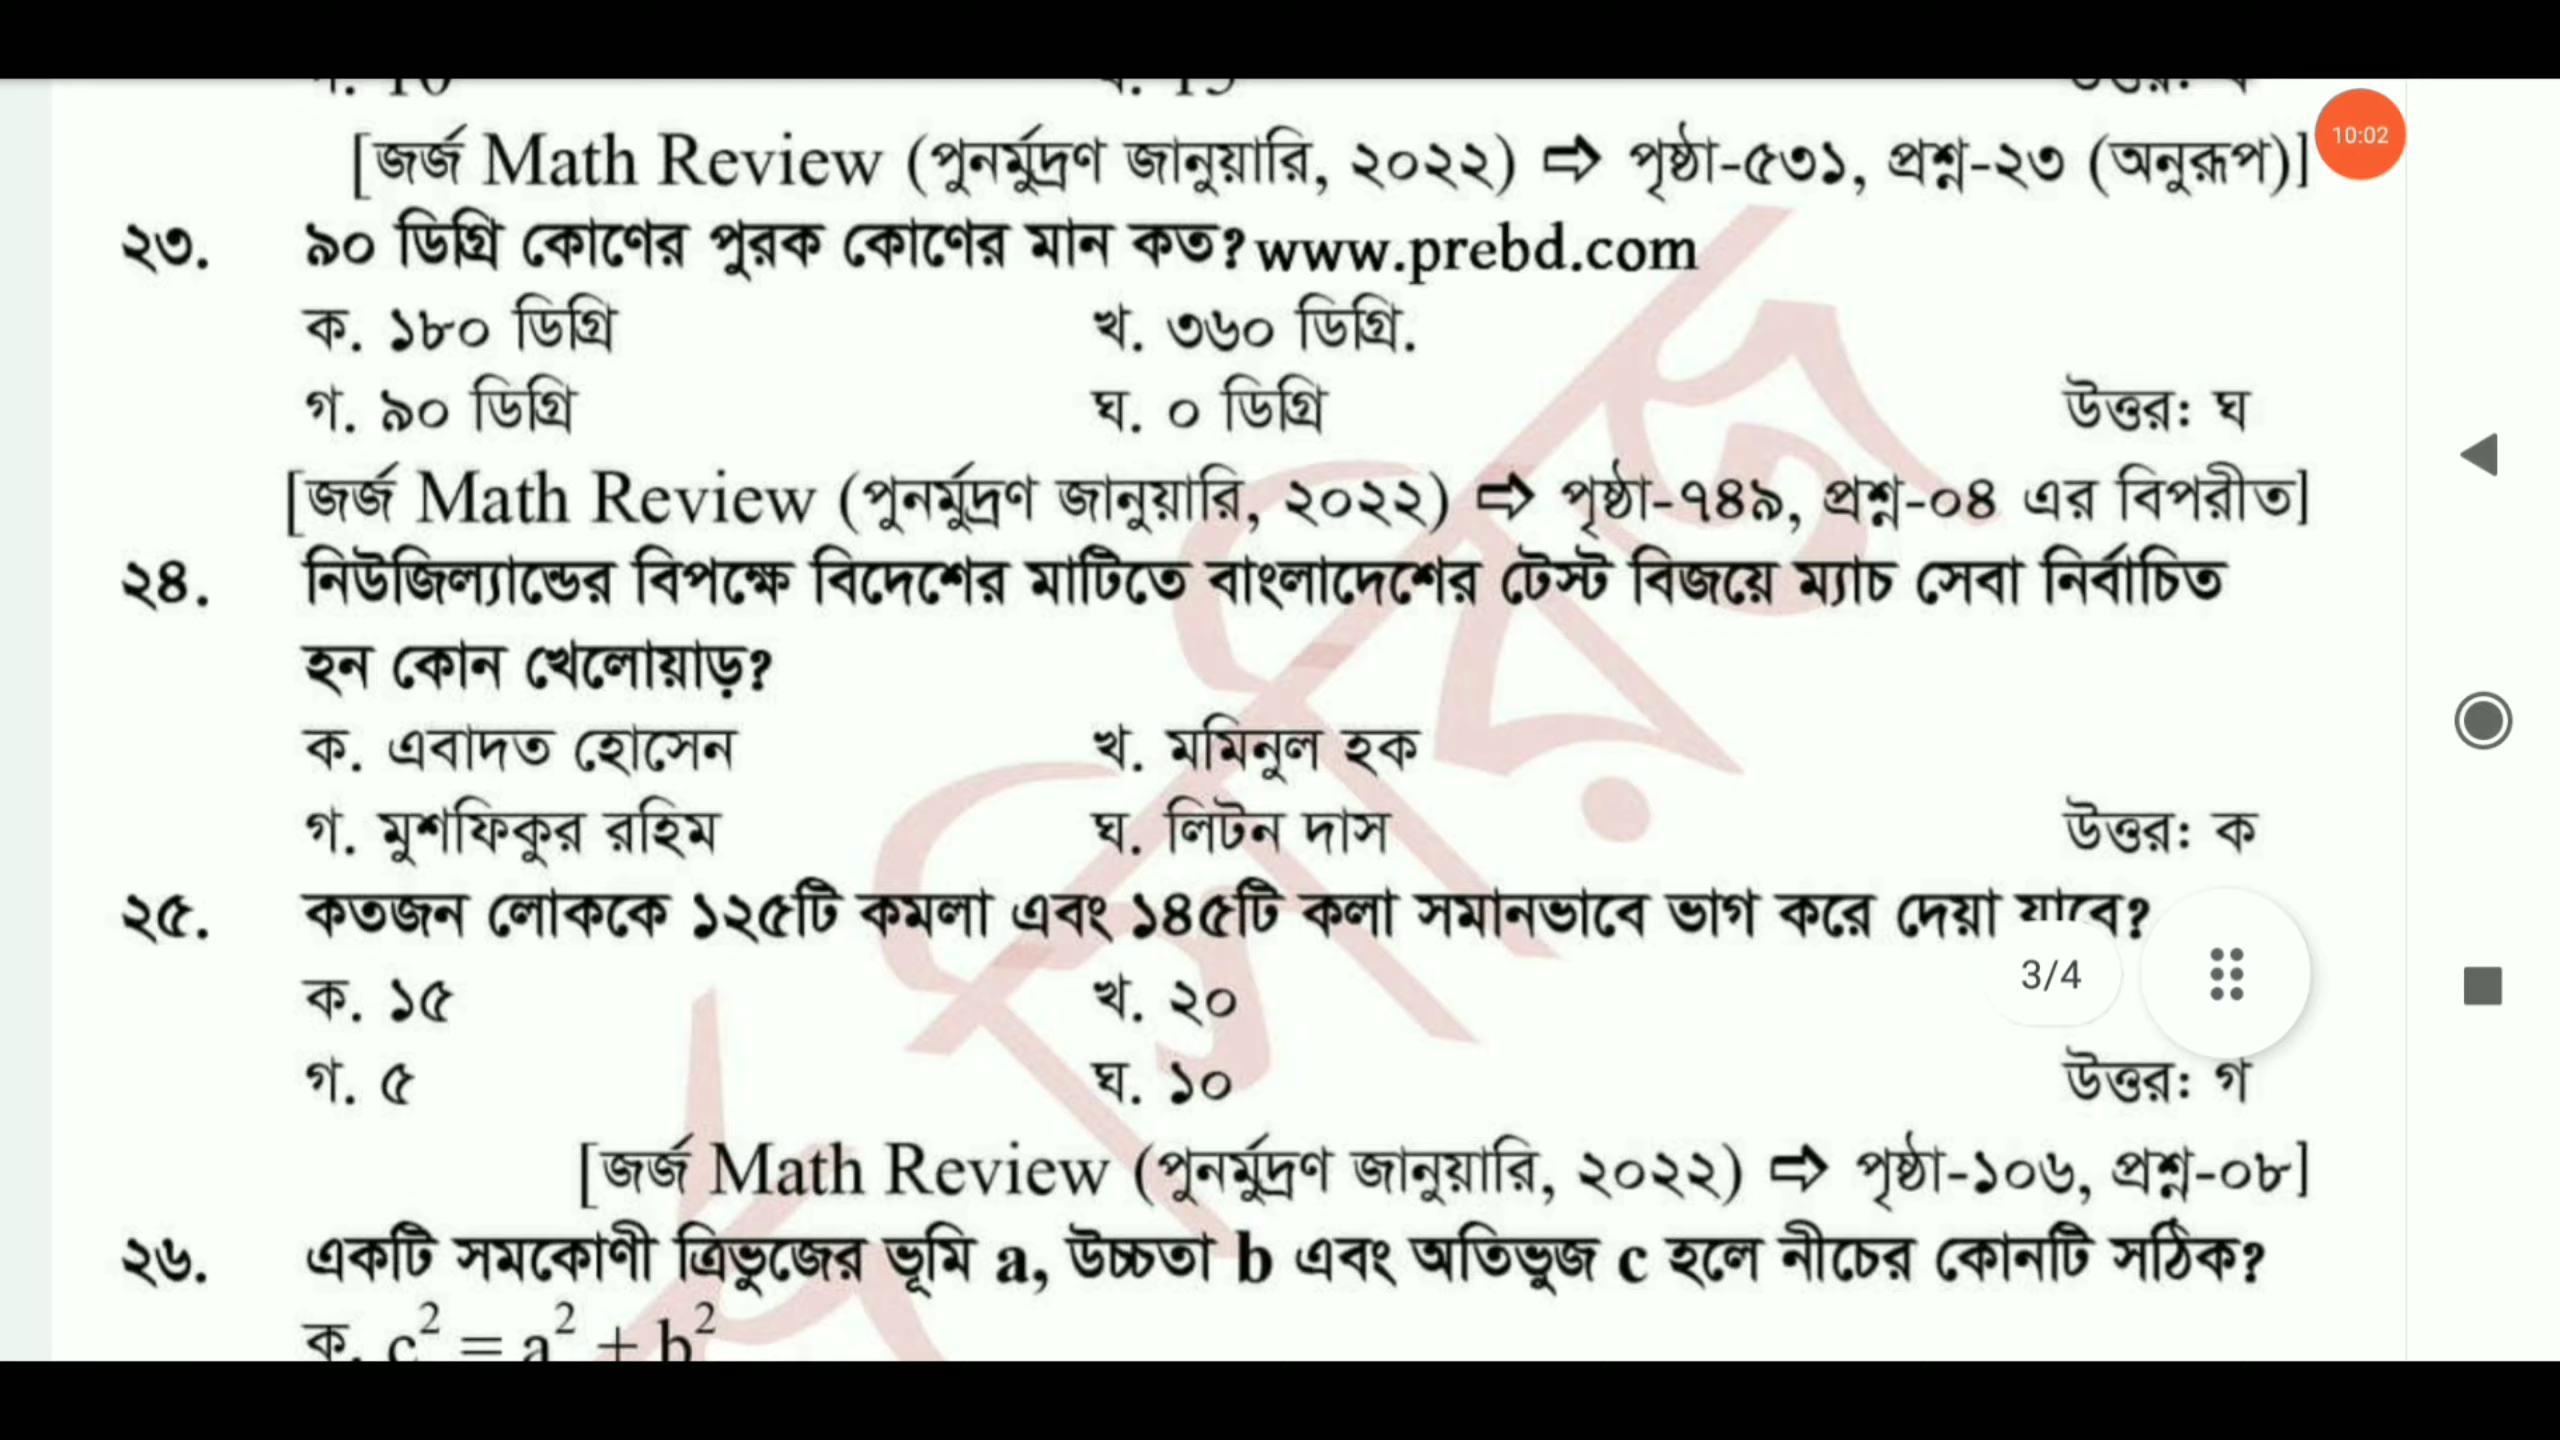 [জর্জ Math Review (পুনর্মুদ্রণ জানুয়ারি, ২০২২) ⇨ পৃষ্ঠা-৫৩১, প্রশ্ন-২৩ (অনুরূপ)]
10:02
২৩. ৯০ ডিগ্রি কোণের পুরক কোণের মান কত? www.prebd.com
ক. ১৮০ ডিগ্রি খ. ৩৬০ ডিগ্রি.
গ. ৯০ ডিগ্রি ঘ. ০ ডিগ্রি উত্তর: ঘ
[জর্জ Math Review (পুনর্মুদ্রণ জানুয়ারি, ২০২২) ⇨ পৃষ্ঠা-৭৪৯, প্রশ্ন-০৪ এর বিপরীত]
২৪. নিউজিল্যান্ডের বিপক্ষে বিদেশের মাটিতে বাংলাদেশের টেস্ট বিজয়ে ম্যাচ সেবা নির্বাচিত
হন কোন খেলোয়াড়?
ক. এবাদত হোসেন খ. মমিনুল হক
গ. মুশফিকুর রহিম ঘ. লিটন দাস উত্তর: ক
২৫. কতজন লোককে ১২৫টি কমলা এবং ১৪৫টি কলা সমানভাবে ভাগ করে দেয়া যাবে?
ক. ১৫ খ. ২০
3/4
গ. ৫ ঘ. ১০ উত্তর: গ
[জর্জ Math Review (পুনর্মুদ্রণ জানুয়ারি, ২০২২) ⇨ পৃষ্ঠা-১০৬, প্রশ্ন-০৮]
২৬. একটি সমকোণী ত্রিভুজের ভূমি a, উচ্চতা b এবং অতিভুজ c হলে নীচের কোনটি সঠিক?
ক. c² = a² + b²